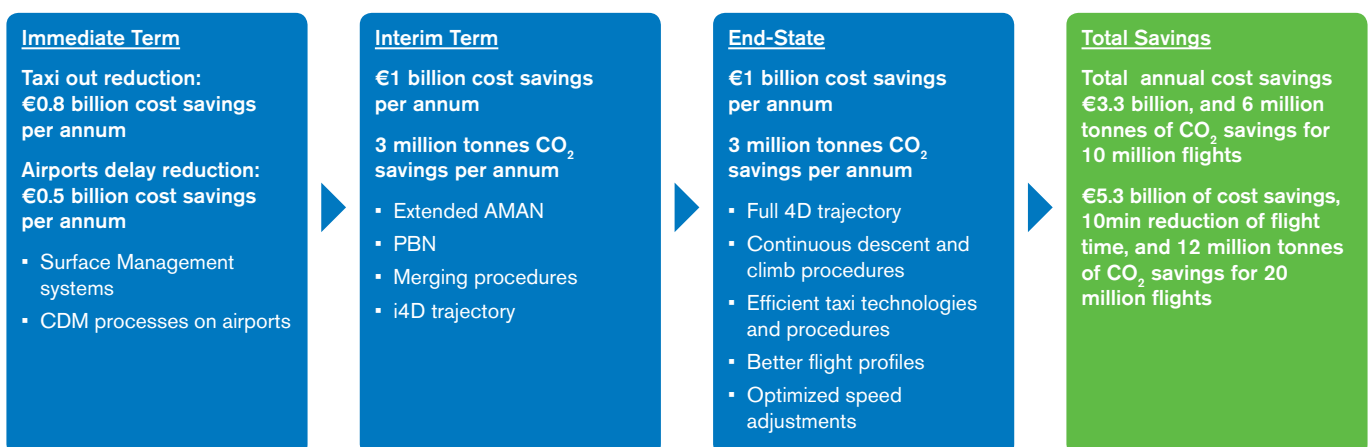 Immediate Term
Taxi out reduction:
€0.8 billion cost savings
per annum
Airports delay reduction:
€0.5 billion cost savings
per annum
▪ Surface Management
systems
▪ CDM processes on airports
Interim Term
€1 billion cost savings
per annum
3 million tonnes CO₂
savings per annum
▪ Extended AMAN
▪ PBN
▪ Merging procedures
▪ i4D trajectory
End-State
€1 billion cost savings
per annum
3 million tonnes CO₂
savings per annum
▪ Full 4D trajectory
▪ Continuous descent and
climb procedures
▪ Efficient taxi technologies
and procedures
▪ Better flight profiles
▪ Optimized speed
adjustments
Total Savings
Total annual cost savings
€3.3 billion, and 6 million
tonnes of CO₂ savings for
10 million flights
€5.3 billion of cost savings,
10min reduction of flight
time, and 12 million tonnes
of CO₂ savings for 20
million flights